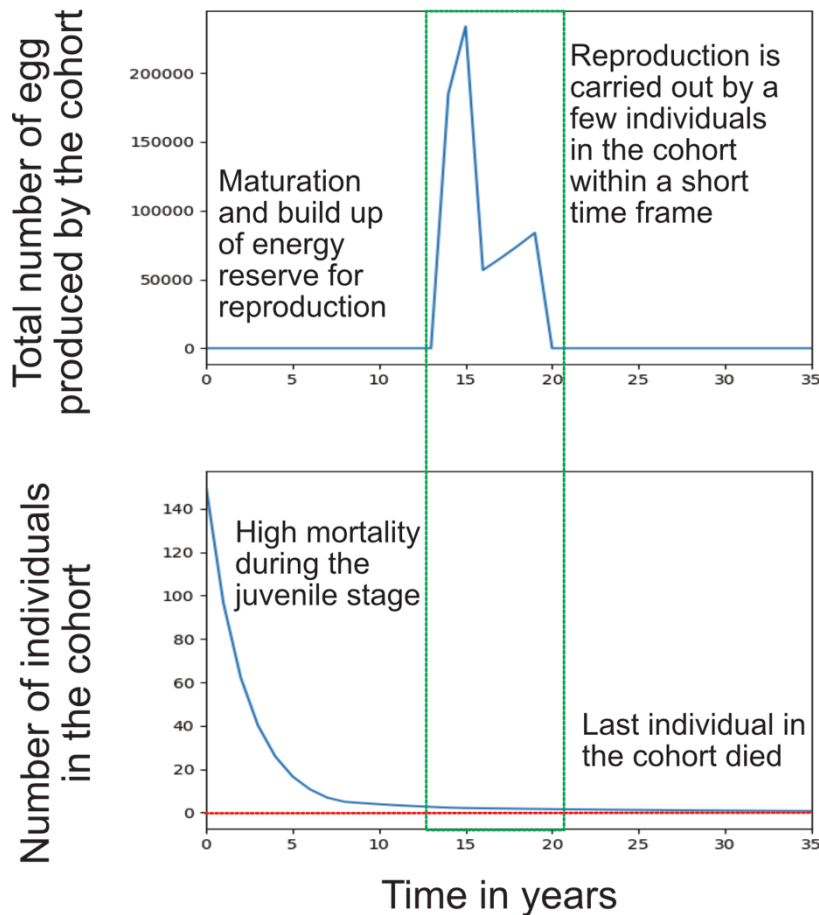 Total number of egg
produced by the cohort
200000
150000
100000
50000
0
Maturation
and build up
of energy
reserve for
reproduction
Reproduction is
carried out by a
few individuals
in the cohort
within a short
time frame
0 5 10 15 20 25 30 35
Number of individuals
in the cohort
140
120
100
80
60
40
20
0
High mortality
during the
juvenile stage
Last individual in
the cohort died
0 5 10 15 20 25 30 35
Time in years